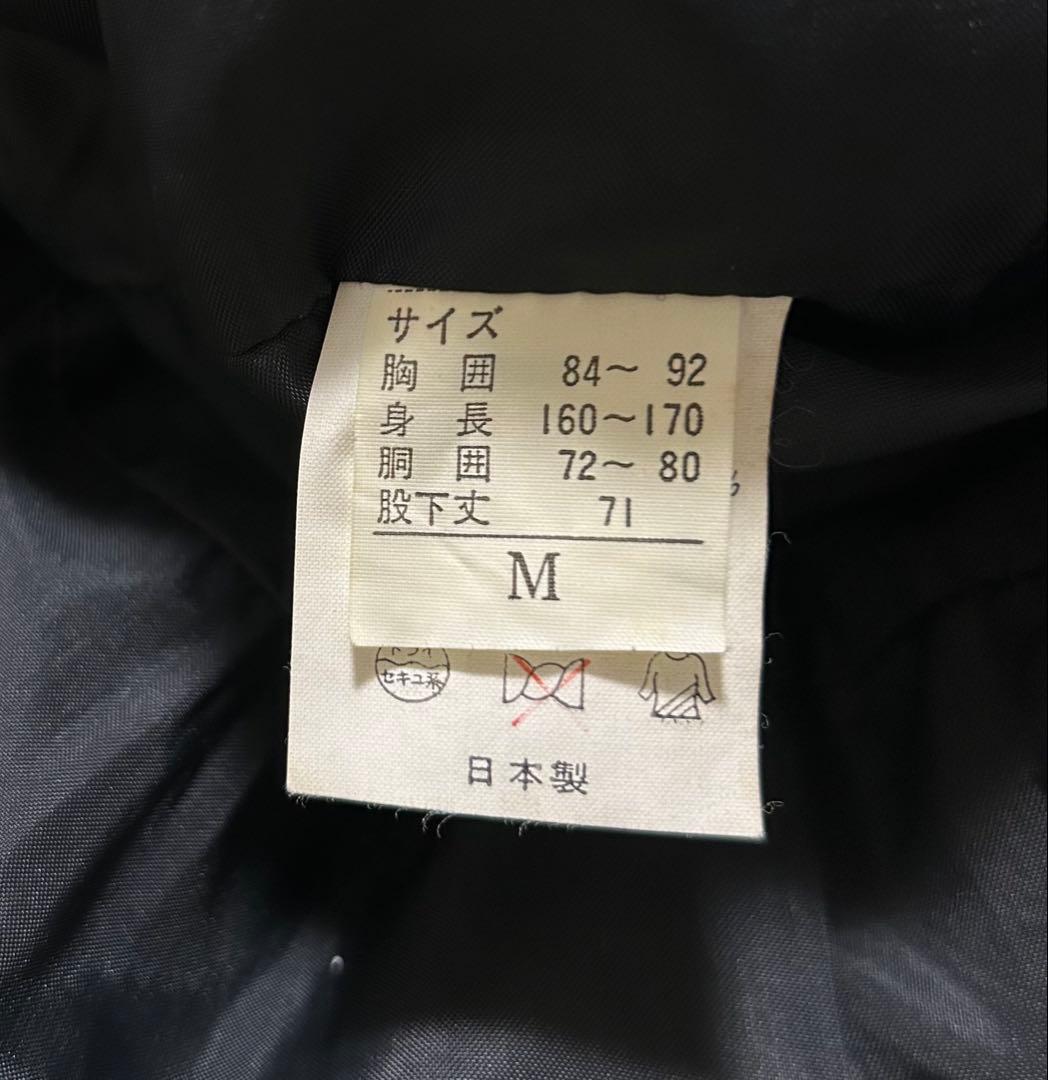 サイズ
胸囲 84〜92
身長 160〜170
胴囲 72〜80
股下丈 71
M
ドライ
セキユ系
日本製